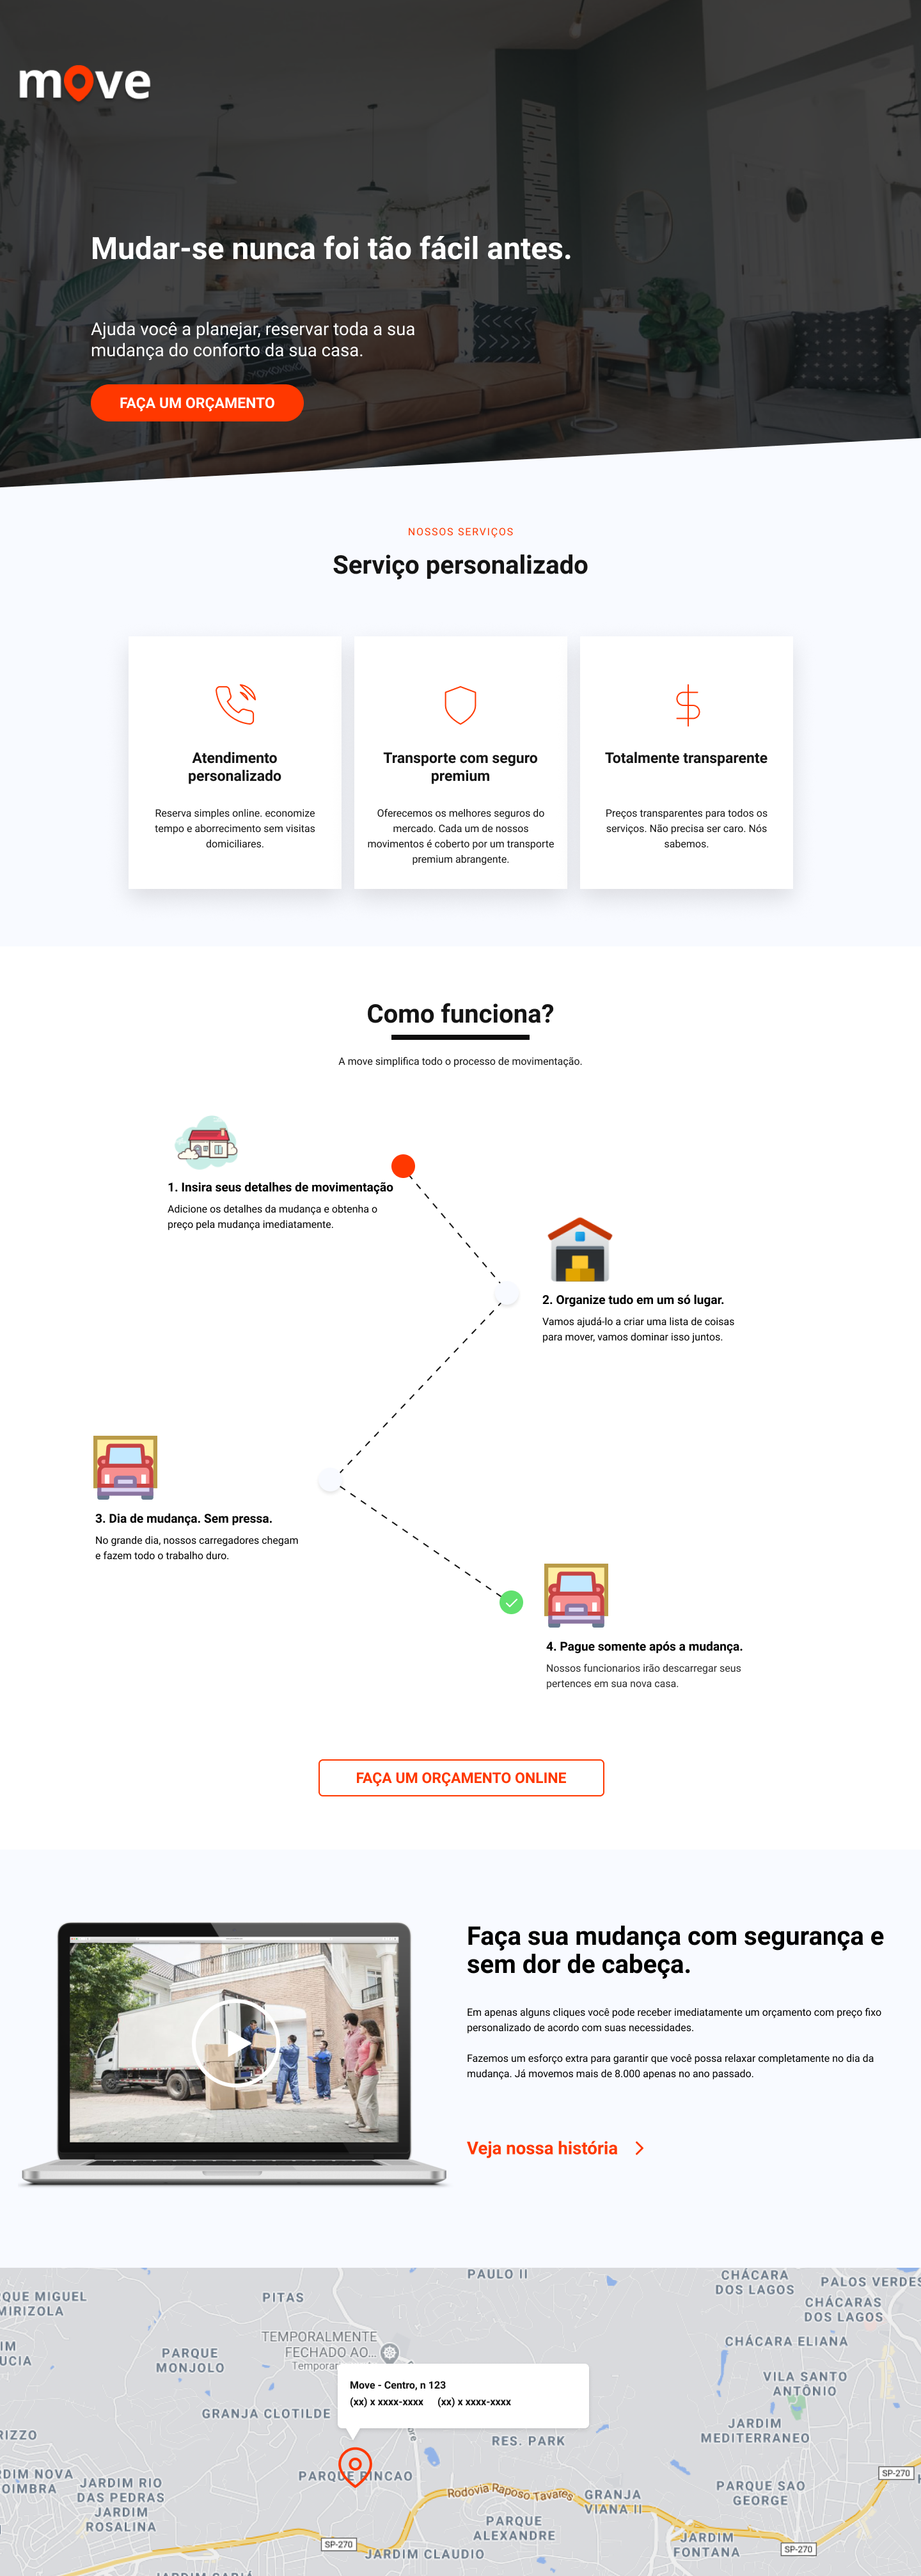 move
Mudar-se nunca foi tão fácil antes.
Ajuda você a planejar, reservar toda a sua
mudança do conforto da sua casa.
FAÇA UM ORÇAMENTO
NOSSOS SERVIÇOS
Serviço personalizado
Atendimento
personalizado
Reserva simples online. economize
tempo e aborrecimento sem visitas
domiciliares.
Transporte com seguro
premium
Oferecemos os melhores seguros do
mercado. Cada um de nossos
movimentos é coberto por um transporte
premium abrangente.
Totalmente transparente
Preços transparentes para todos os
serviços. Não precisa ser caro. Nós
sabemos.
Como funciona?
A move simplifica todo o processo de movimentação.
1. Insira seus detalhes de movimentação
Adicione os detalhes da mudança e obtenha o
preço pela mudança imediatamente.
2. Organize tudo em um só lugar.
Vamos ajudá-lo a criar uma lista de coisas
para mover, vamos dominar isso juntos.
3. Dia de mudança. Sem pressa.
No grande dia, nossos carregadores chegam
e fazem todo o trabalho duro.
4. Pague somente após a mudança.
Nossos funcionarios irão descarregar seus
pertences em sua nova casa.
FAÇA UM ORÇAMENTO ONLINE
Faça sua mudança com segurança e
sem dor de cabeça.
Em apenas alguns cliques você pode receber imediatamente um orçamento com preço fixo
personalizado de acordo com suas necessidades.
Fazemos um esforço extra para garantir que você possa relaxar completamente no dia da
mudança. Já movemos mais de 8.000 apenas no ano passado.
Veja nossa história
PAULO II
CHÁCARA
DOS LAGOS
PALOS VERDES
QUE MIGUEL
MIRIZOLA
PITAS
CHÁCARAS
DOS LAGOS
TEMPORALMENTE
FECHADO AO...
Temporar
IM
UCIA
PARQUE
MONJOLO
CHÁCARA ELIANA
VILA SANTO
ANTÔNIO
Move - Centro, n 123
(xx) x xxxx-xxxx (xx) x xxxx-xxxx
GRANJA CLOTILDE
RIZZO
RES. PARK
JARDIM
MEDITERRANEO
DIM NOVA
OIMBRA
JARDIM RIO
DAS PEDRAS
JARDIM
ROSALINA
PARQUE RINCAO
SP-270
Rodovia Raposo Tavares
GRANJA
VIANA II
PARQUE SAO
GEORGE
PARQUE
ALEXANDRE
SP-270
JARDIM CLAUDIO
JARDIM
FONTANA
SP-270